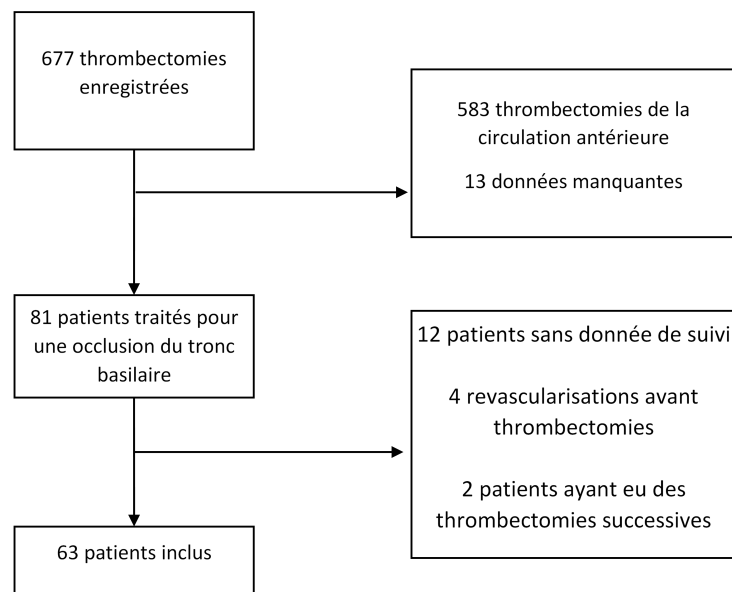 677 thrombectomies
enregistrées
583 thrombectomies de la
circulation antérieure
13 données manquantes
81 patients traités pour
une occlusion du tronc
basilaire
12 patients sans donnée de suivi
4 revascularisations avant
thrombectomies
2 patients ayant eu des
thrombectomies successives
63 patients inclus